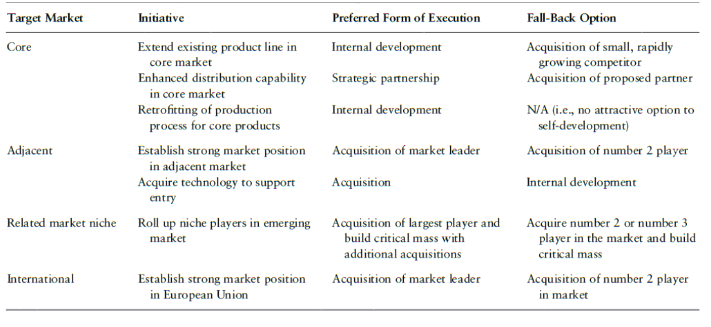 Target Market Initiative Preferred Form of Execution Fall-Back Option
Core Extend existing product line in Internal development Acquisition of small, rapidly
core market growing competitor
Enhanced distribution capability Strategic partnership Acquisition of proposed partner
in core market
Retrofitting of production Internal development N/A (i.e., no attractive option to
process for core products self-development)
Adjacent Establish strong market position Acquisition of market leader Acquisition of number 2 player
in adjacent market
Acquire technology to support Acquisition Internal development
entry
Related market niche Roll up niche players in emerging Acquisition of largest player and Acquire number 2 or number 3
market build critical mass with player in the market and build
additional acquisitions critical mass
International Establish strong market position Acquisition of market leader Acquisition of number 2 player
in European Union in market